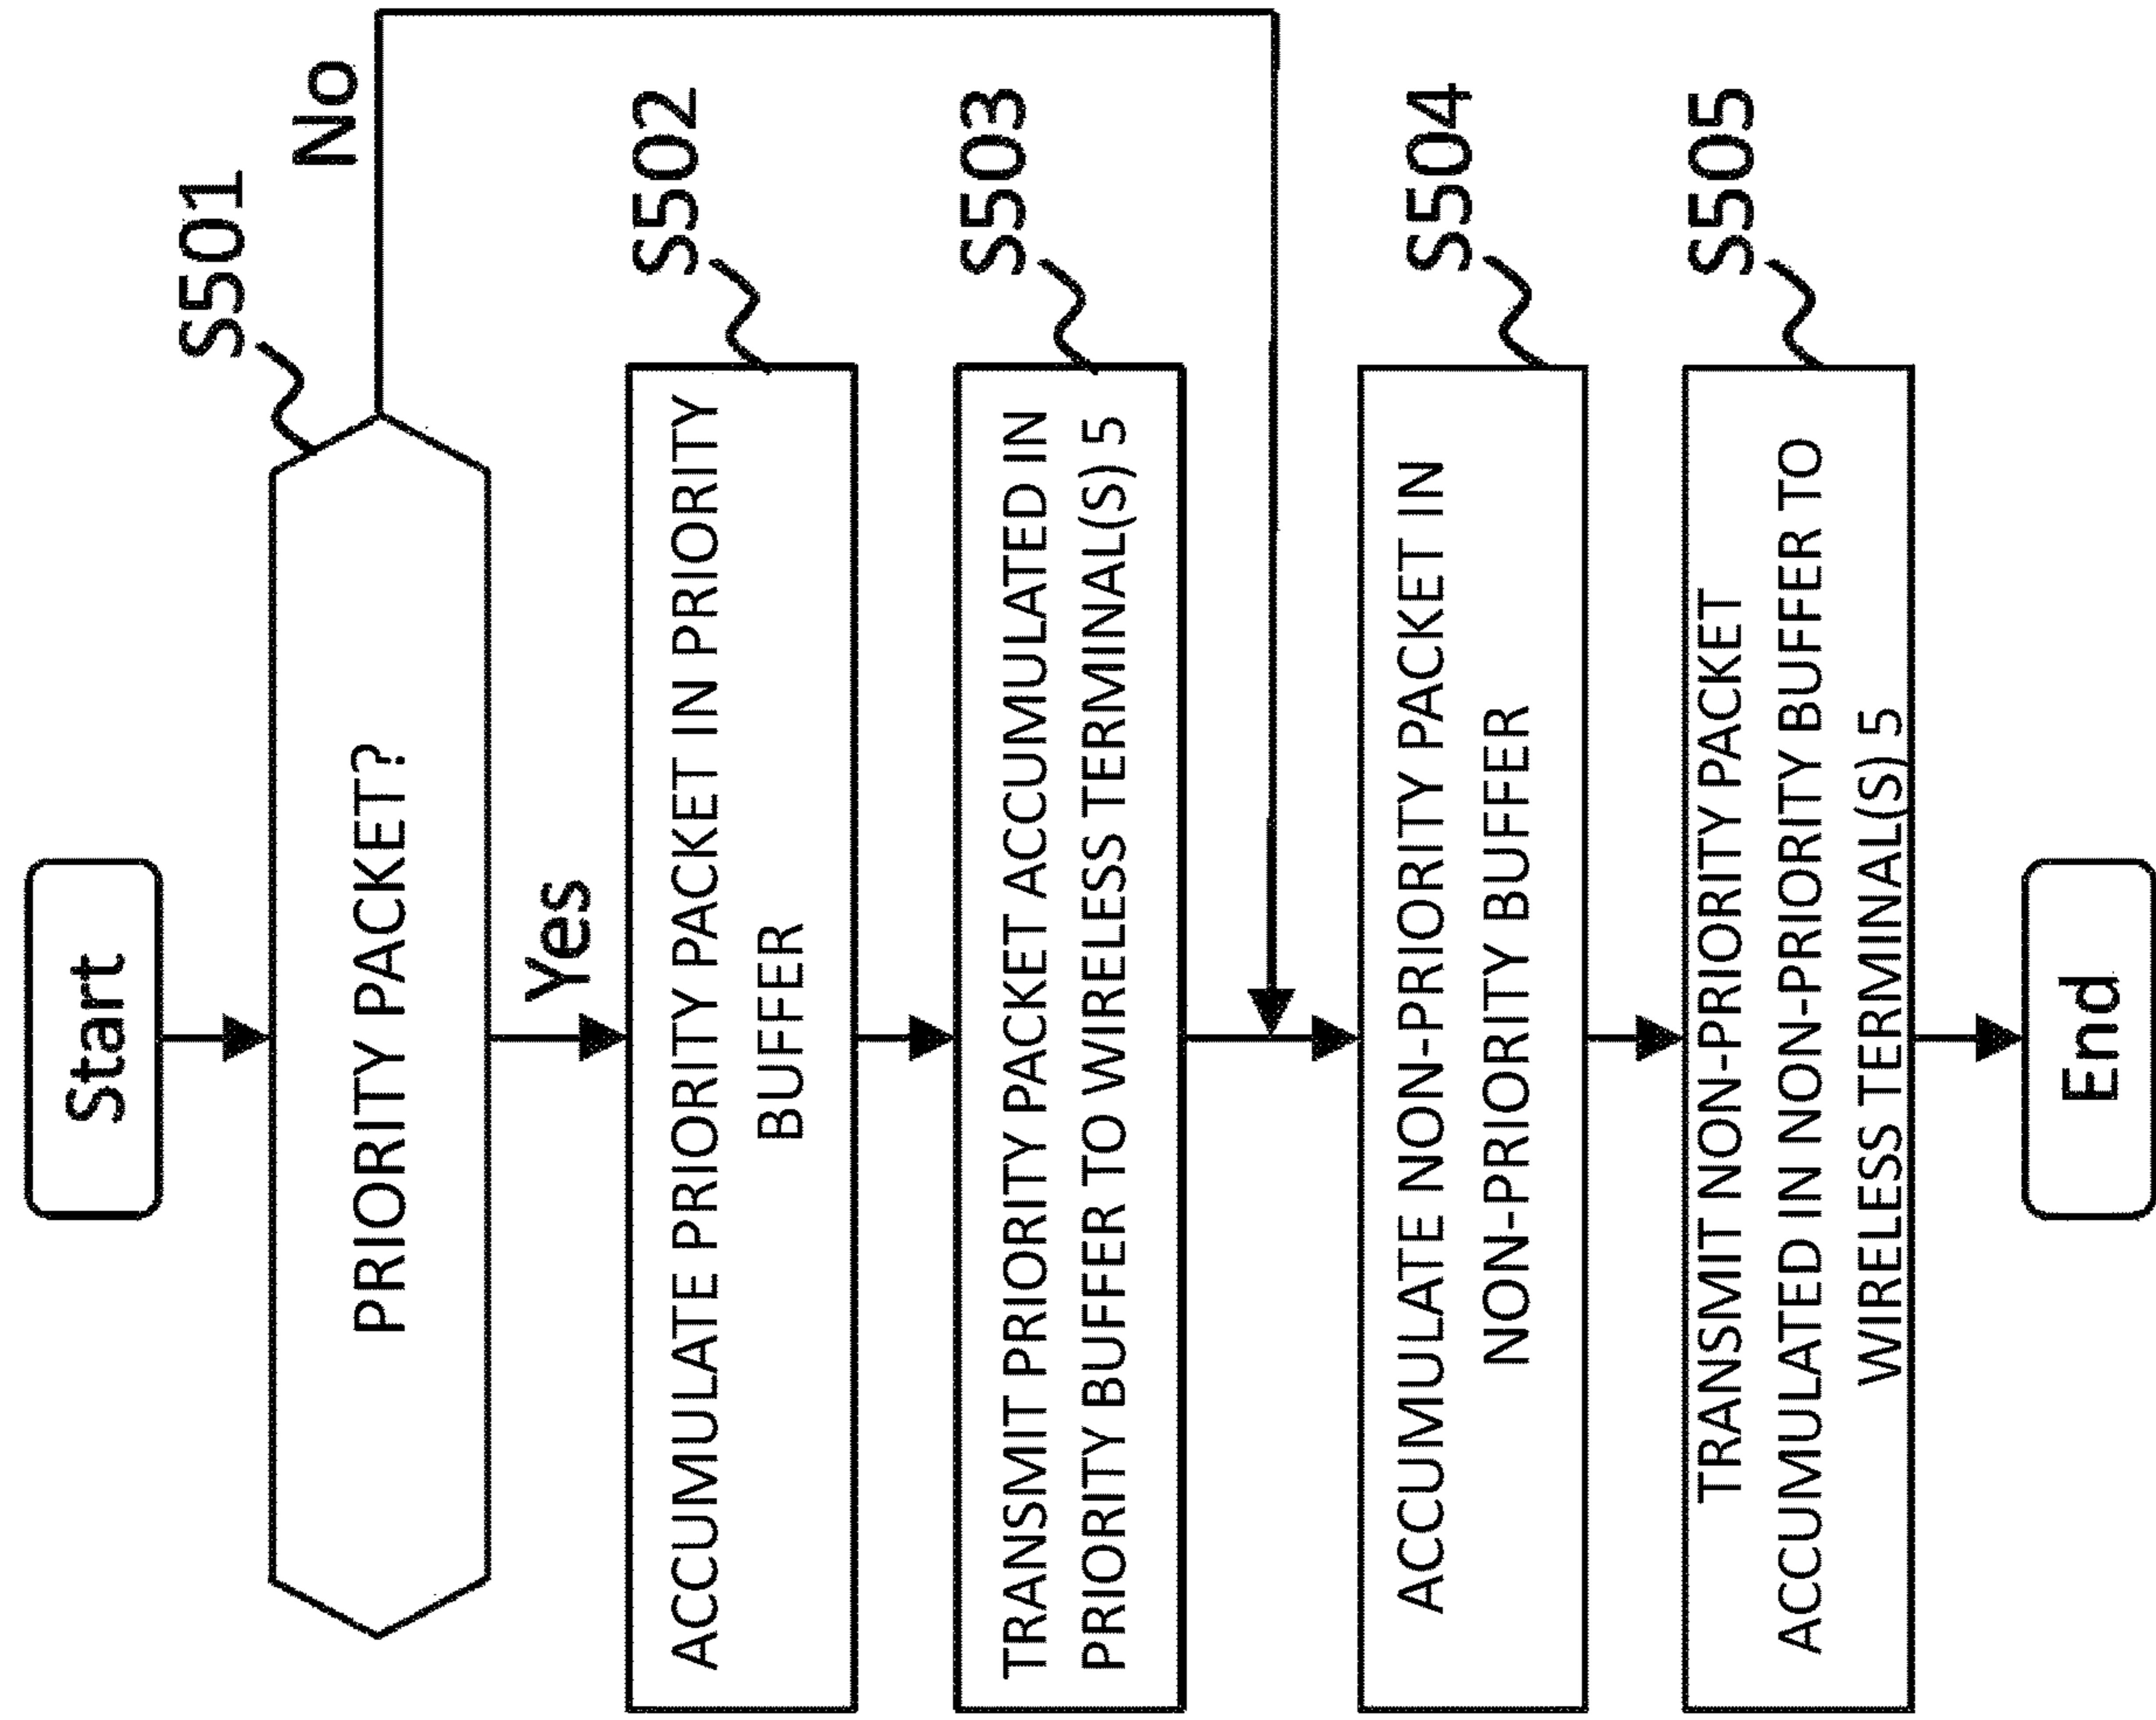 Start
S501
PRIORITY PACKET?
No
Yes
S502
ACCUMULATE PRIORITY PACKET IN PRIORITY
BUFFER
S503
TRANSMIT PRIORITY PACKET ACCUMULATED IN
PRIORITY BUFFER TO WIRELESS TERMINAL(S) 5
S504
ACCUMULATE NON-PRIORITY PACKET IN
NON-PRIORITY BUFFER
S505
TRANSMIT NON-PRIORITY PACKET
ACCUMULATED IN NON-PRIORITY BUFFER TO
WIRELESS TERMINAL(S) 5
End